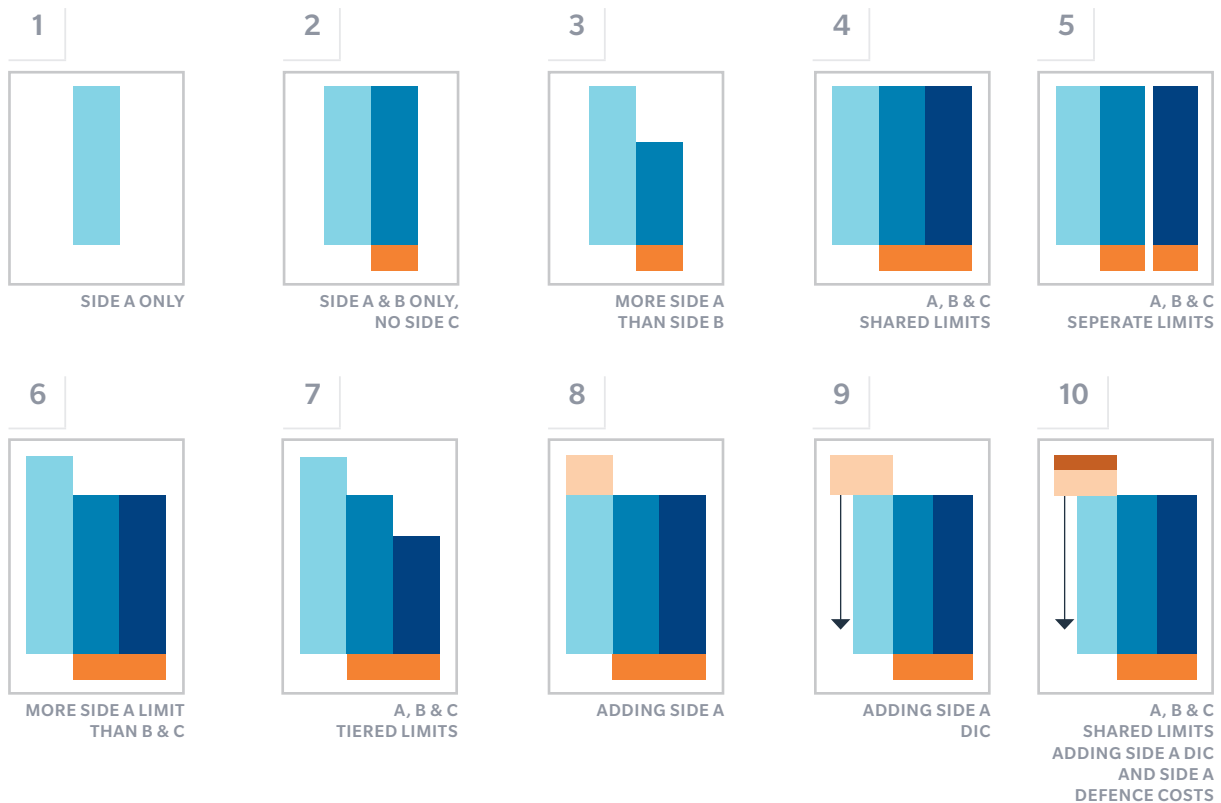 1
SIDE A ONLY
2
SIDE A & B ONLY,
NO SIDE C
3
MORE SIDE A
THAN SIDE B
4
A, B & C
SHARED LIMITS
5
A, B & C
SEPERATE LIMITS
6
MORE SIDE A LIMIT
THAN B & C
7
A, B & C
TIERED LIMITS
8
ADDING SIDE A
9
ADDING SIDE A
DIC
10
A, B & C
SHARED LIMITS
ADDING SIDE A DIC
AND SIDE A
DEFENCE COSTS